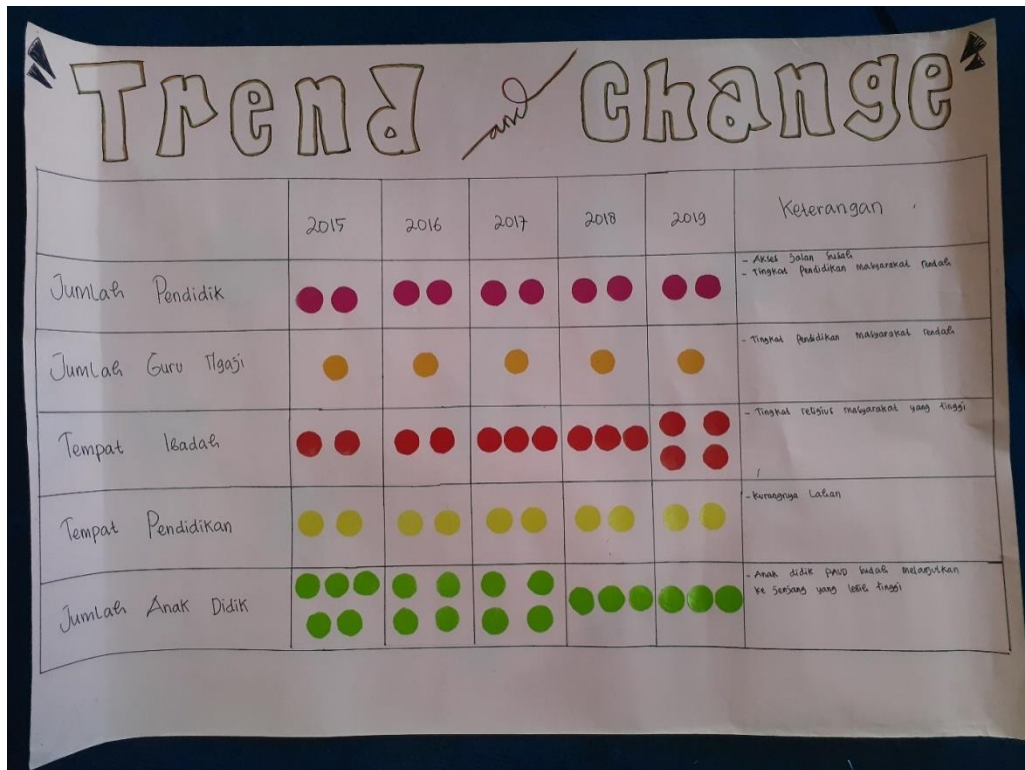 Trend and Change
2015 2016 2017 2018 2019 Keterangan
Jumlah Pendidik
- Akses Jalan Susah
- Tingkat Pendidikan masyarakat rendah
Jumlah Guru Ngaji
- Tingkat Pendidikan masyarakat rendah
Tempat Ibadah
- Tingkat religius masyarakat yang tinggi
Tempat Pendidikan
- Kurangnya Lahan
Jumlah Anak Didik
- Anak didik PAUD sudah melanjutkan
ke jenjang yang lebih tinggi